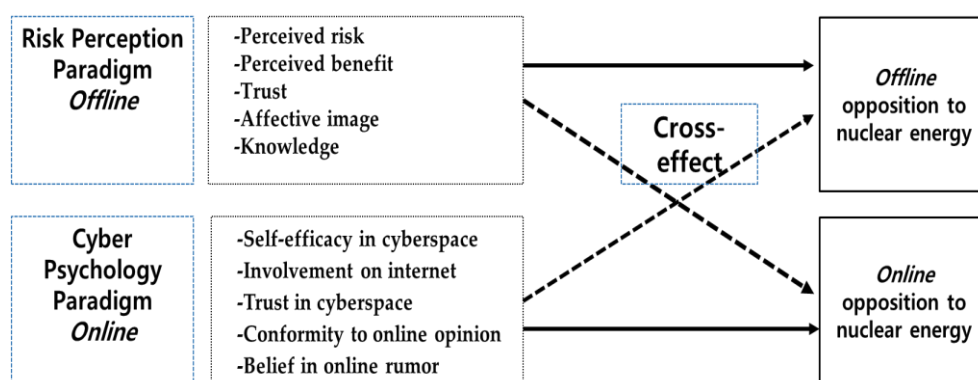 Risk Perception
Paradigm
Offline
-Perceived risk
-Perceived benefit
-Trust
-Affective image
-Knowledge
Cross-
effect
Offline
opposition to
nuclear energy
Cyber
Psychology
Paradigm
Online
-Self-efficacy in cyberspace
-Involvement on internet
-Trust in cyberspace
-Conformity to online opinion
-Belief in online rumor
Online
opposition to
nuclear energy